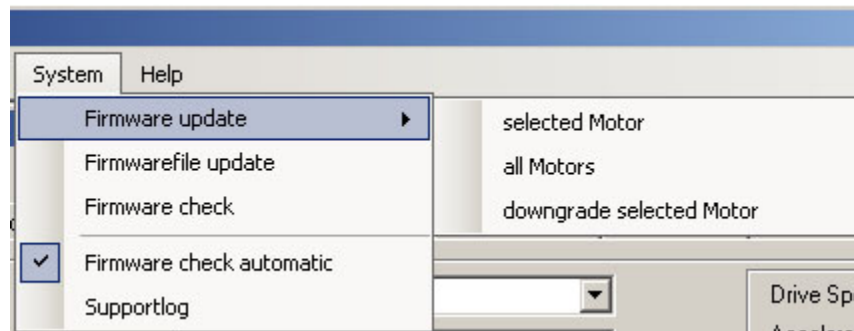 System Help
Firmware update
selected Motor
Firmwarefile update
all Motors
Firmware check
downgrade selected Motor
Firmware check automatic
Supportlog
Drive Sp